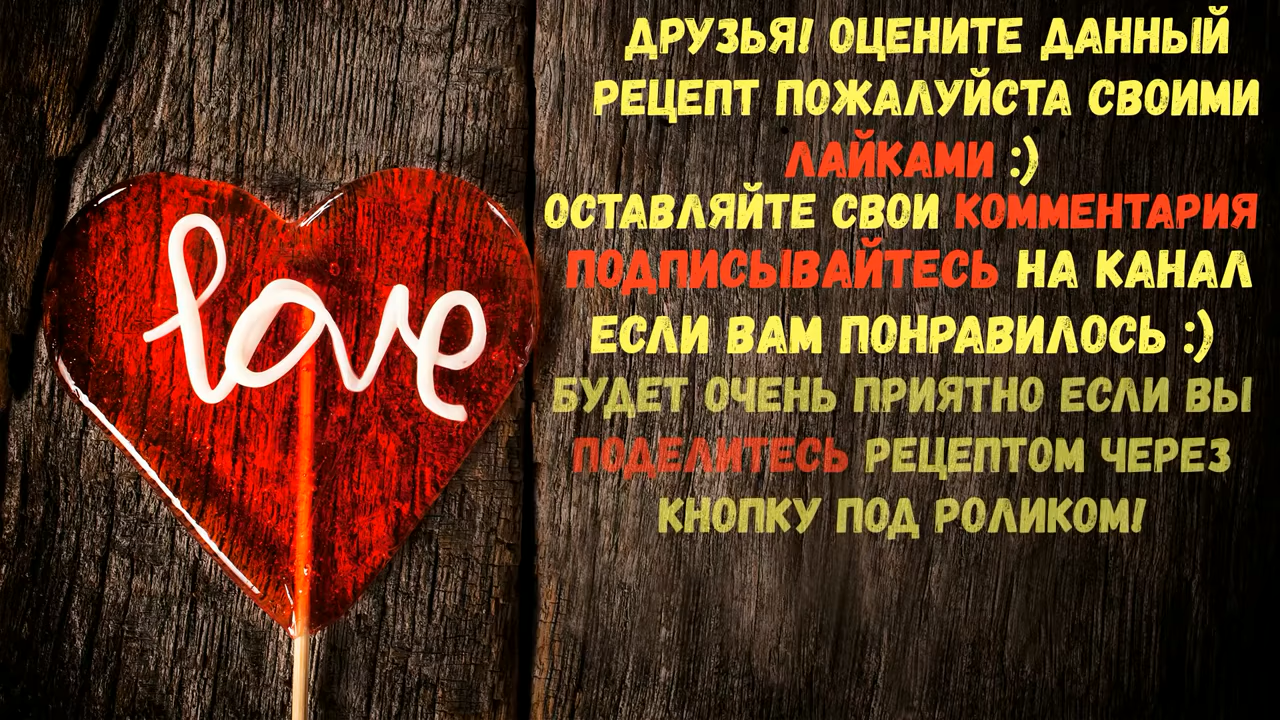 love
ДРУЗЬЯ! ОЦЕНИТЕ ДАННЫЙ
РЕЦЕПТ ПОЖАЛУЙСТА СВОИМИ
ЛАЙКАМИ :)
ОСТАВЛЯЙТЕ СВОИ КОММЕНТАРИЯ
ПОДПИСЫВАЙТЕСЬ НА КАНАЛ
ЕСЛИ ВАМ ПОНРАВИЛОСЬ :)
БУДЕТ ОЧЕНЬ ПРИЯТНО ЕСЛИ ВЫ
ПОДЕЛИТЕСЬ РЕЦЕПТОМ ЧЕРЕЗ
КНОПКУ ПОД РОЛИКОМ!